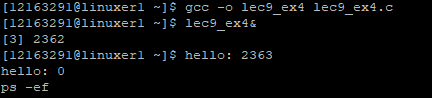 [12163291@linuxer1 ~]$ gcc -o lec9_ex4 lec9_ex4.c
[12163291@linuxer1 ~]$ lec9_ex4&
[3] 2362
[12163291@linuxer1 ~]$ hello: 2363
hello: 0
ps -ef